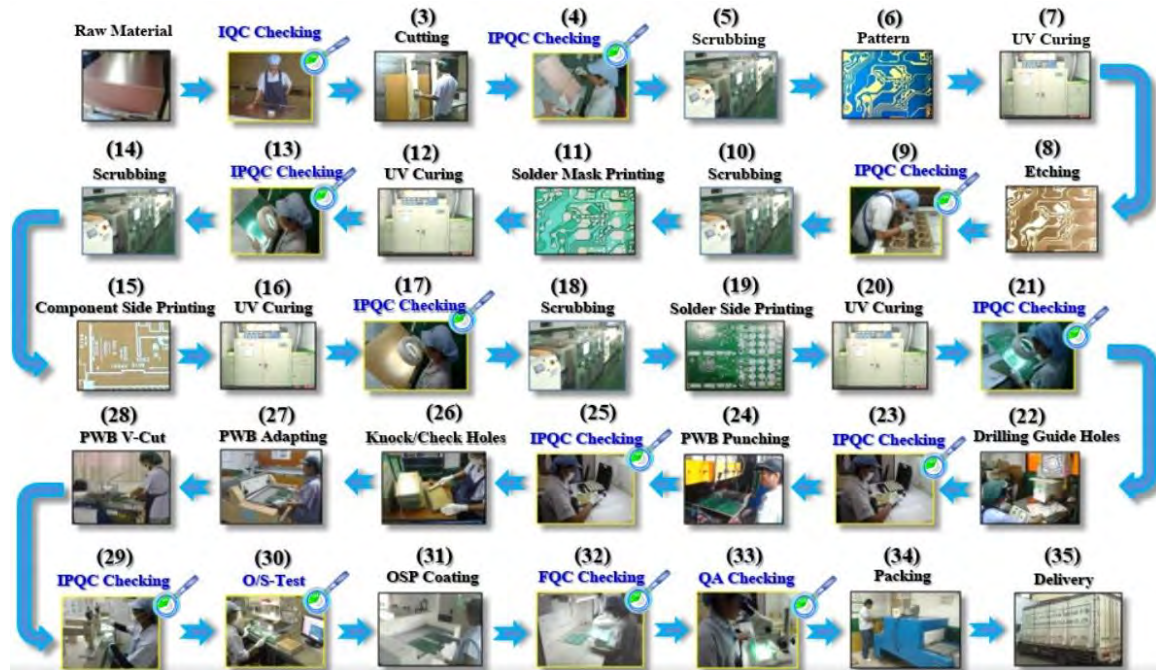 Raw Material
IQC Checking
(3)
Cutting
(4)
IPQC Checking
(5)
Scrubbing
(6)
Pattern
(7)
UV Curing
(8)
Etching
(9)
IPQC Checking
(10)
Scrubbing
(11)
Solder Mask Printing
(12)
UV Curing
(13)
IPQC Checking
(14)
Scrubbing
(15)
Component Side Printing
(16)
UV Curing
(17)
IPQC Checking
(18)
Scrubbing
(19)
Solder Side Printing
(20)
UV Curing
(21)
IPQC Checking
(22)
Drilling Guide Holes
(23)
IPQC Checking
(24)
PWB Punching
(25)
IPQC Checking
(26)
Knock/Check Holes
(27)
PWB Adapting
(28)
PWB V-Cut
(29)
IPQC Checking
(30)
O/S-Test
(31)
OSP Coating
(32)
FQC Checking
(33)
QA Checking
(34)
Packing
(35)
Delivery